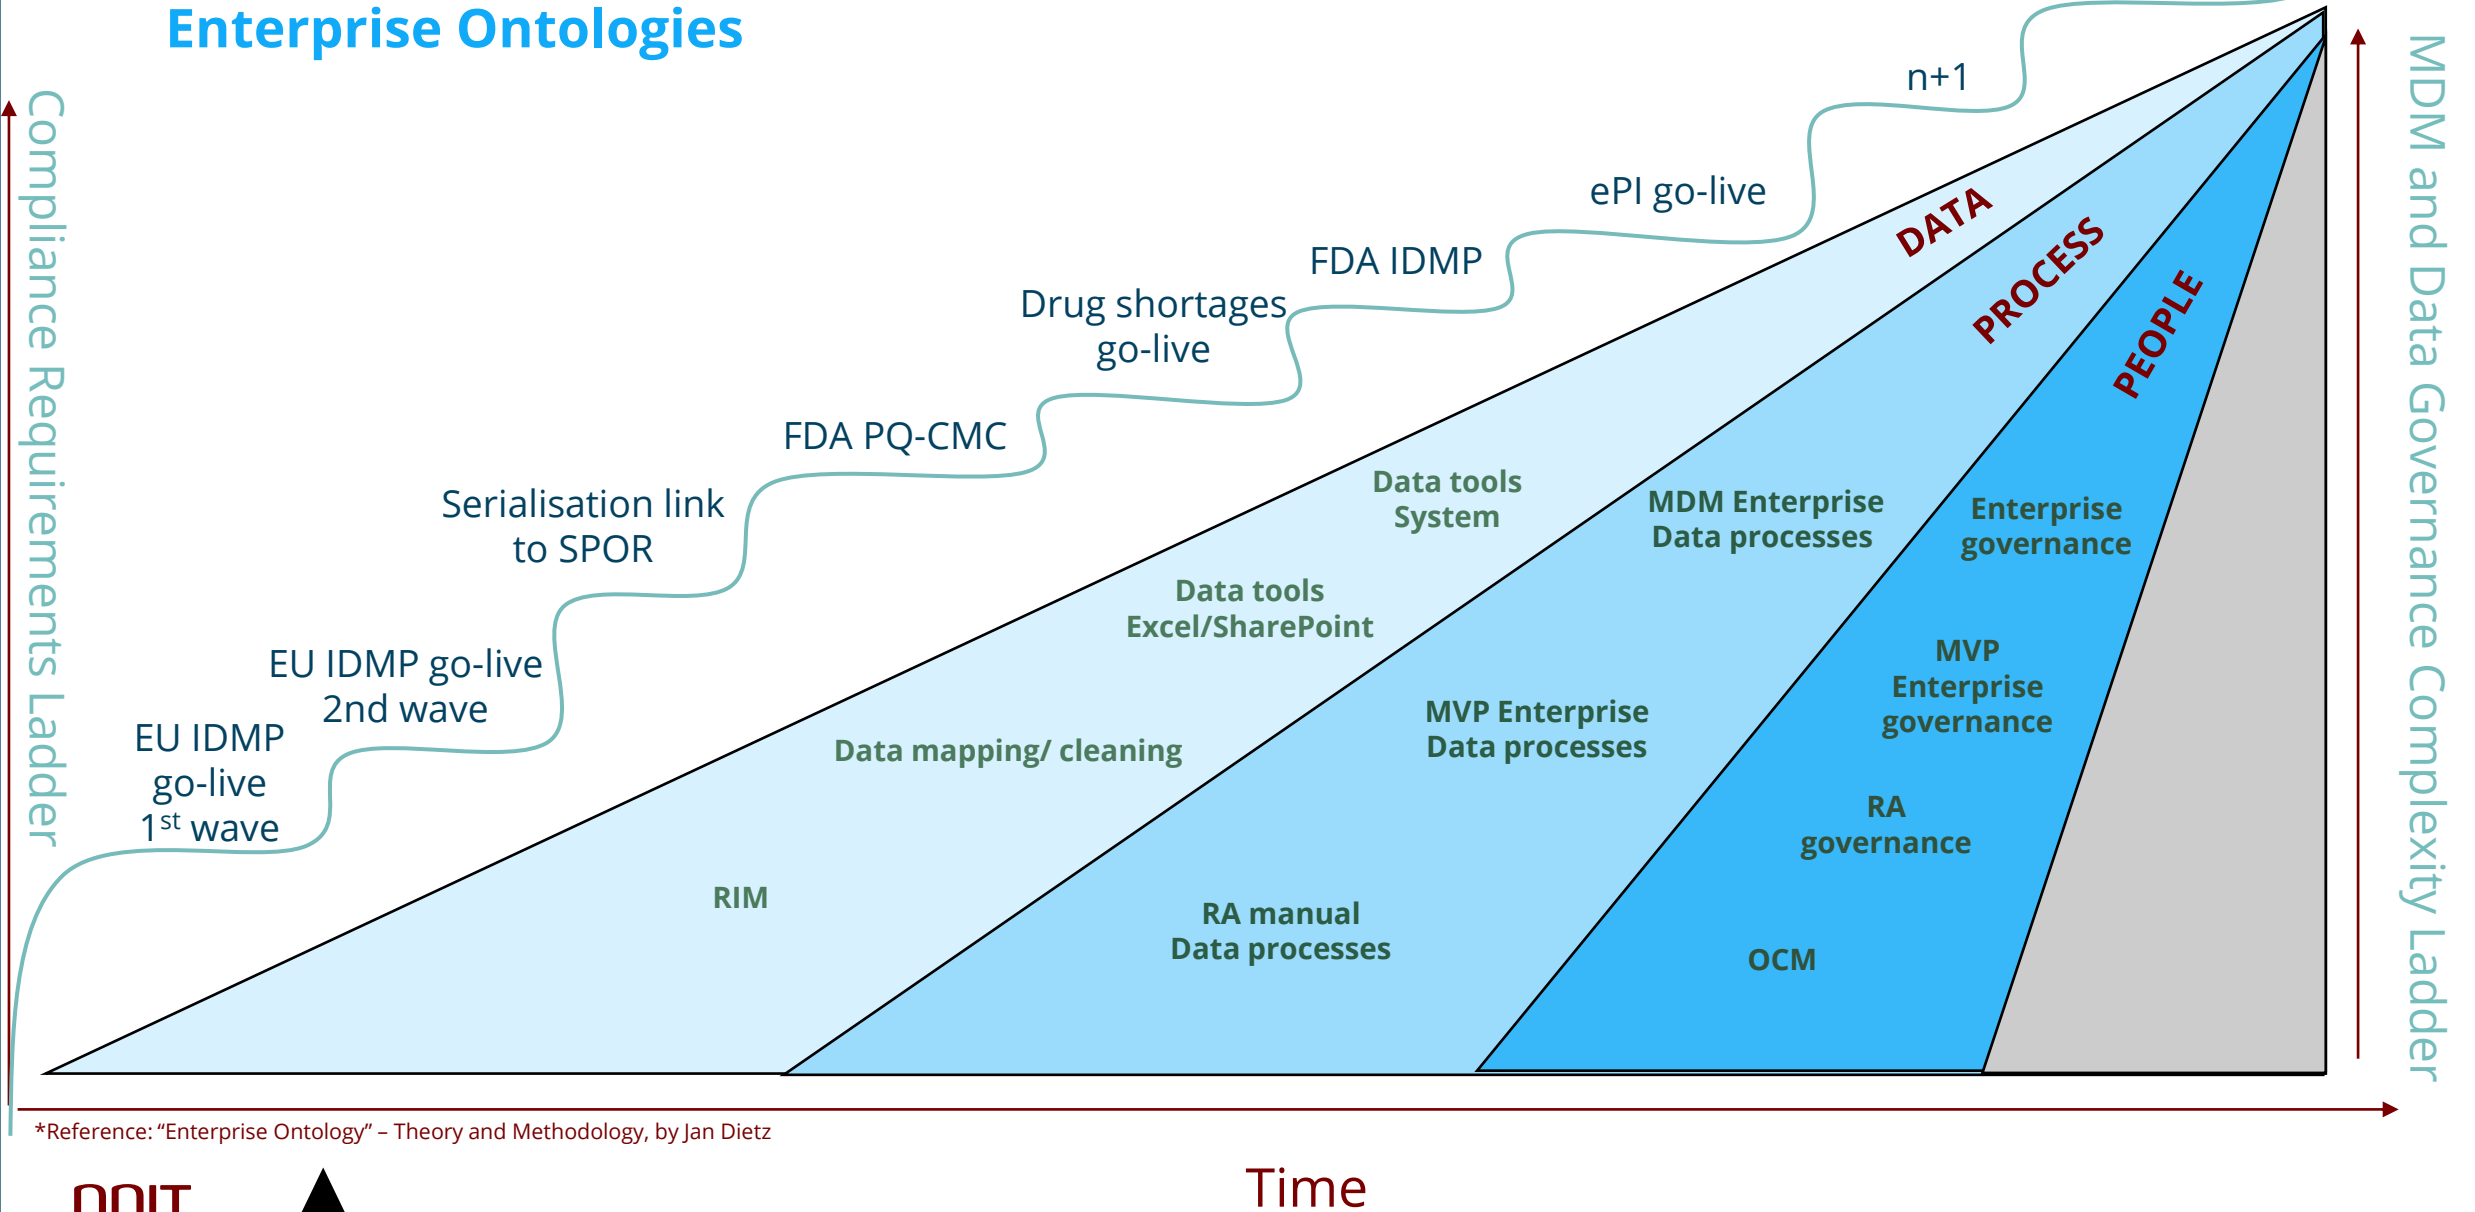 Enterprise Ontologies
Compliance Requirements Ladder
MDM and Data Governance Complexity Ladder
n+1
ePI go-live
FDA IDMP
Drug shortages
go-live
FDA PQ-CMC
Serialisation link
to SPOR
EU IDMP go-live
2nd wave
EU IDMP
go-live
1st wave
DATA
PROCESS
PEOPLE
Data tools
System
Data tools
Excel/SharePoint
Data mapping/ cleaning
RIM
MDM Enterprise
Data processes
MVP Enterprise
Data processes
RA manual
Data processes
Enterprise
governance
MVP
Enterprise
governance
RA
governance
OCM
*Reference: “Enterprise Ontology” – Theory and Methodology, by Jan Dietz
Time
nnit